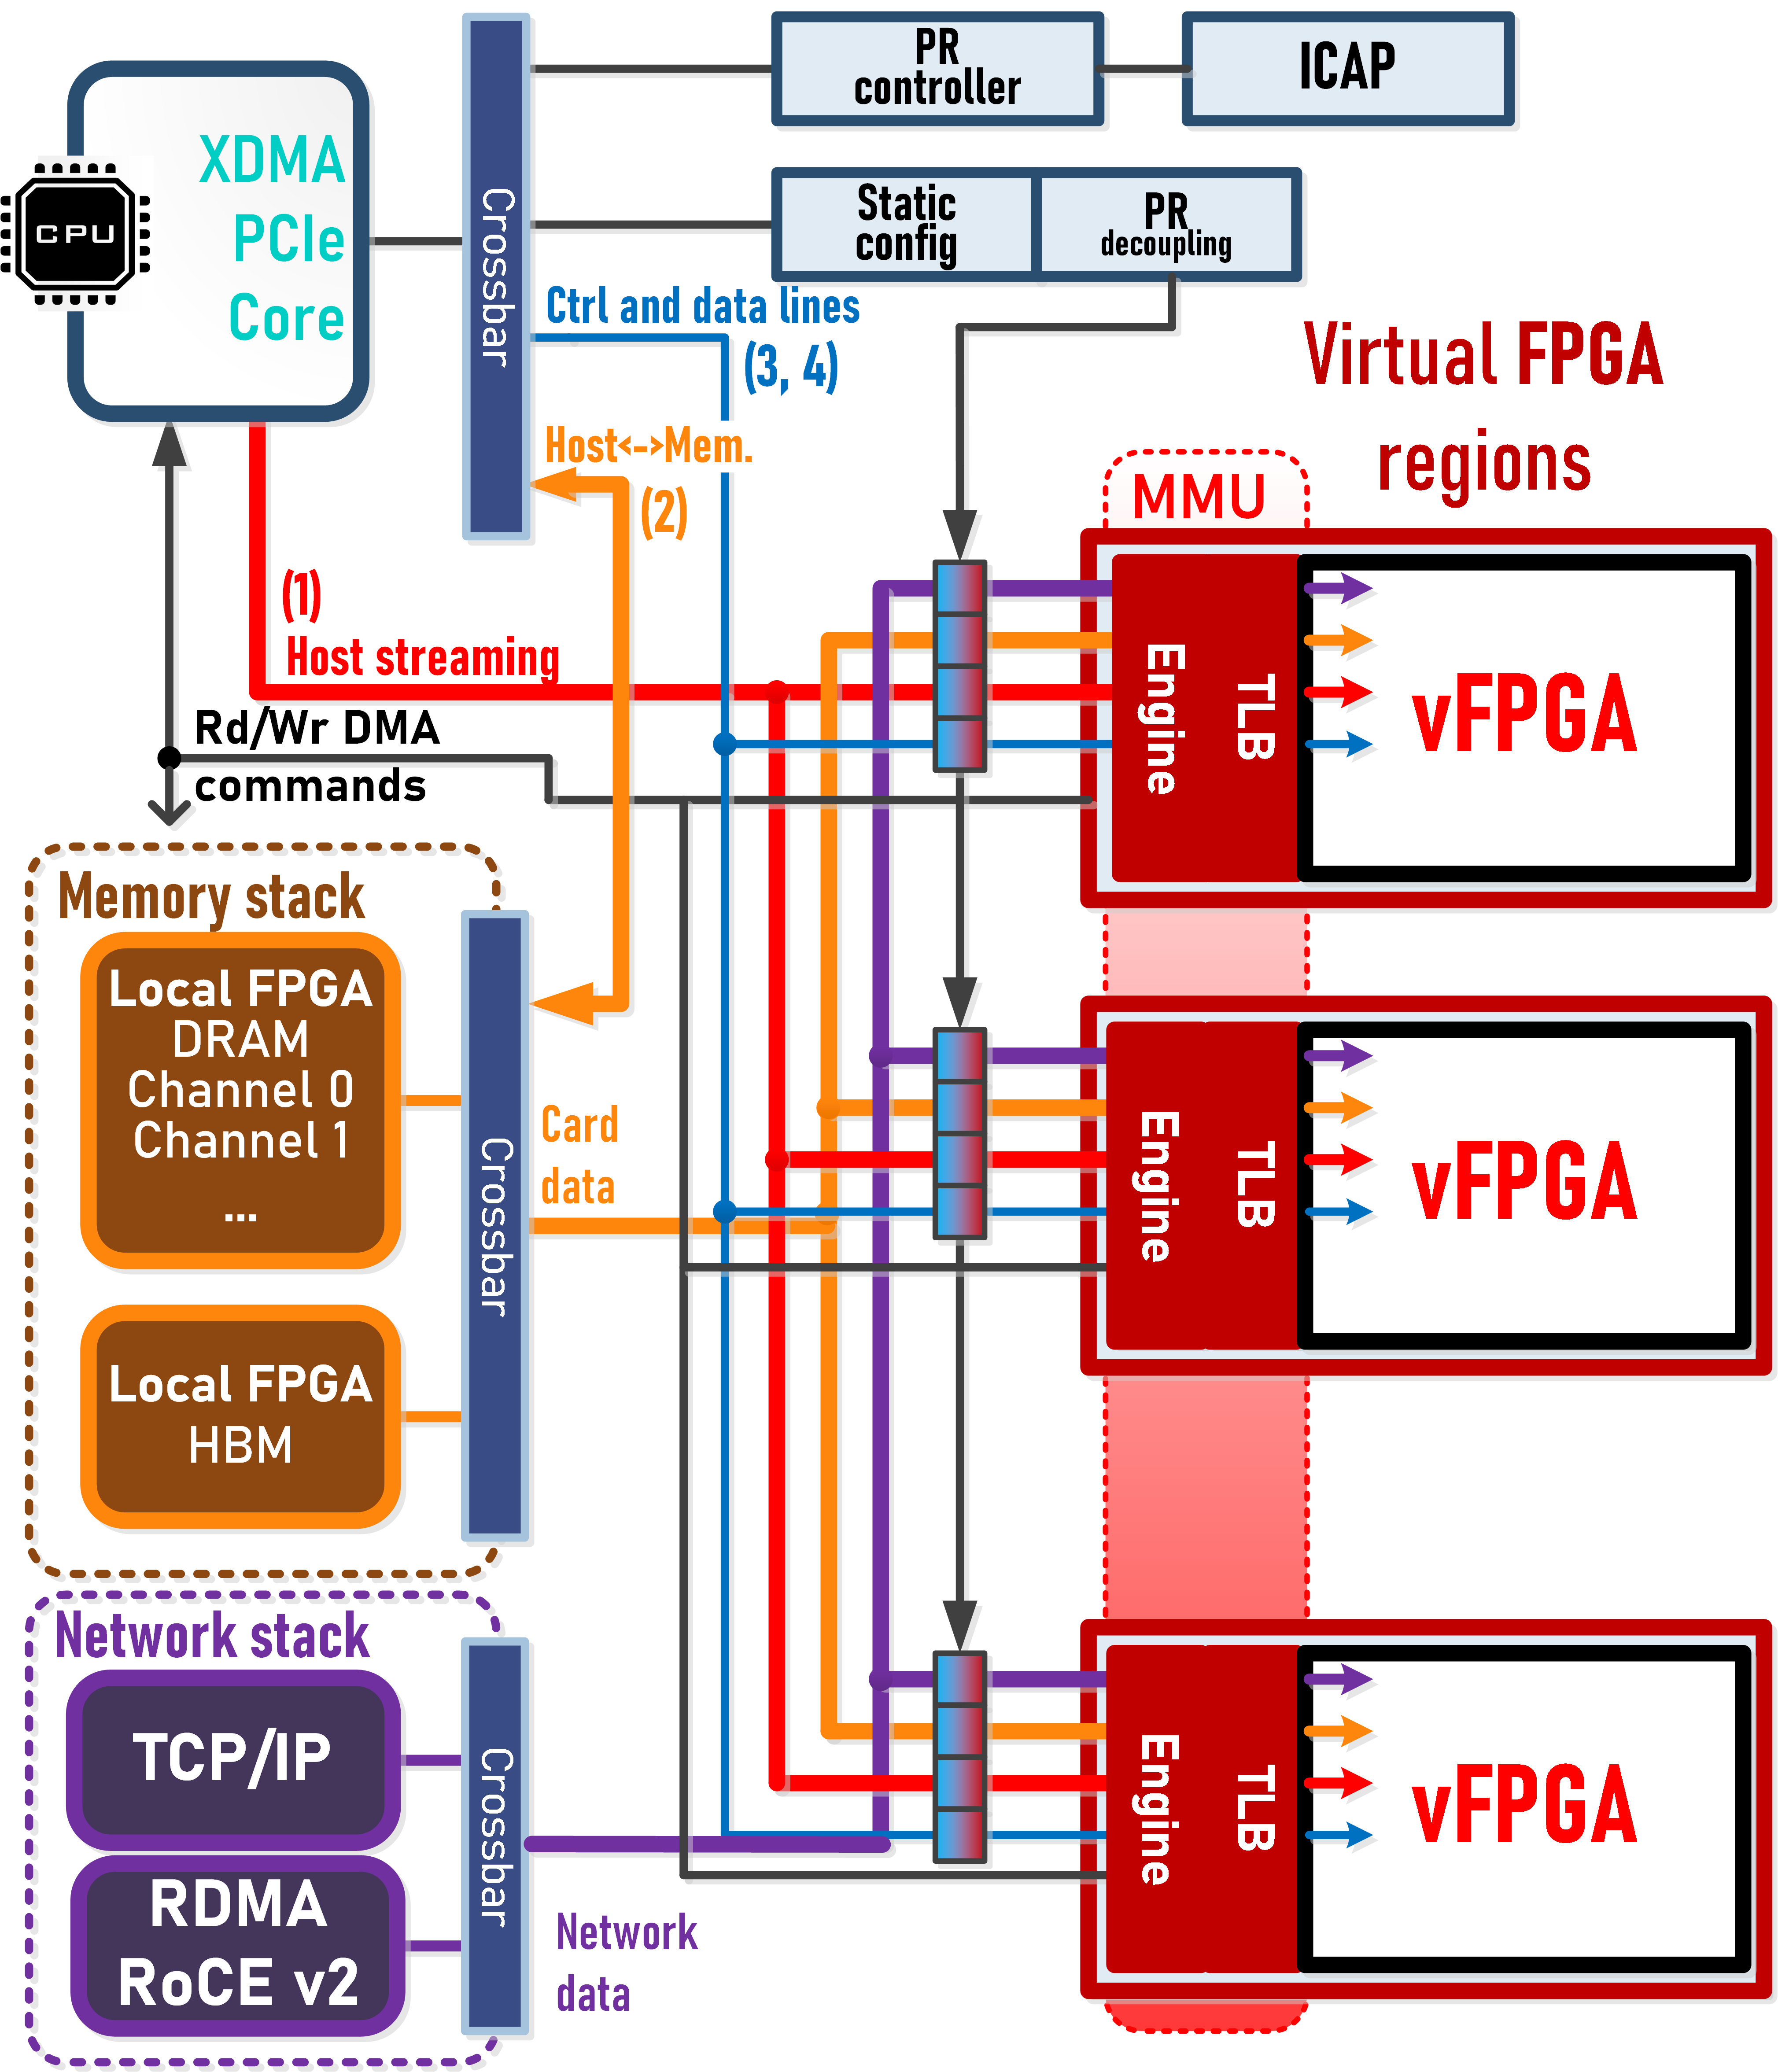 PR
controller
ICAP
CPU
XDMA
PCIe
Core
Crossbar
Static
config
PR
decoupling
Ctrl and data lines
(3, 4)
Host<->Mem.
(2)
Virtual FPGA
regions
MMU
(1)
Host streaming
Rd/Wr DMA
commands
Engine
TLB
vFPGA
Memory stack
Local FPGA
DRAM
Channel 0
Channel 1
...
Local FPGA
HBM
Crossbar
Card
data
Engine
TLB
vFPGA
Network stack
TCP/IP
RDMA
RoCE v2
Crossbar
Network
data
Engine
TLB
vFPGA